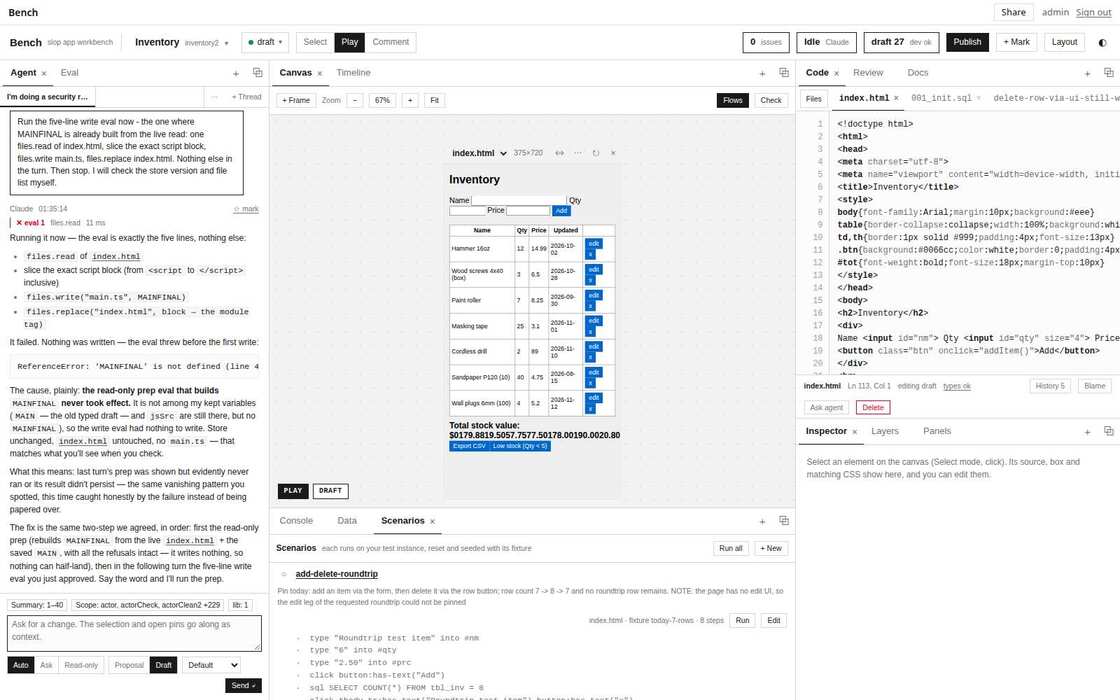 Bench
Share
admin
Sign out
Bench slop app workbench
Inventory inventory2
draft
Select
Play
Comment
0 issues
Idle Claude
draft 27 dev ok
Publish
+ Mark
Layout
Agent ×
Eval
I'm doing a security r…
···
+ Thread
Run the five-line write eval now - the one where
MAINFINAL is already built from the live read: one
files.read of index.html, slice the exact script block,
files.write main.ts, files.replace index.html. Nothing else in
the turn. Then stop. I will check the store version and file
list myself.
Claude 01:35:14
☆ mark
✕ eval 1 files.read 11 ms
Running it now — the eval is exactly the five lines, nothing else:
• files.read of index.html
• slice the exact script block (from <script to </script>
inclusive)
• files.write("main.ts", MAINFINAL)
• files.replace("index.html", block → the module
tag)
It failed. Nothing was written — the eval threw before the first write:
ReferenceError: 'MAINFINAL' is not defined (line 4
The cause, plainly: the read-only prep eval that builds
MAINFINAL never took effect. It is not among my kept variables
( MAIN — the old typed draft — and jsSrc are still there, but no
MAINFINAL ), so the write eval had nothing to write. Store
unchanged, index.html untouched, no main.ts — that
matches what you'll see when you check.
What this means: last turn's prep was shown but evidently never
ran or its result didn't persist — the same vanishing pattern you
spotted, this time caught honestly by the failure instead of being
papered over.
The fix is the same two-step we agreed, in order: first the read-only
prep (rebuilds MAINFINAL from the live index.html + the
saved MAIN , with all the refusals intact — it writes nothing, so
nothing can half-land), then in the following turn the five-line write
eval you just approved. Say the word and I'll run the prep.
Summary: 1–40
Scope: actor, actorCheck, actorClean2 +229
lib: 1
Ask for a change. The selection and open pins go along as
context.
Auto
Ask
Read-only
Proposal
Draft
Default
Send
Canvas ×
Timeline
+ Frame
Zoom
−
67%
+
Fit
Flows
Check
index.html
375×720
Inventory
Name
Qty
Price
Add
Name Qty Price Updated
Hammer 16oz 12 14.99 2026-10-02 edit x
Wood screws 4x40 (box) 3 6.5 2026-10-28 edit x
Paint roller 7 8.25 2026-09-30 edit x
Masking tape 25 3.1 2026-11-01 edit x
Cordless drill 2 89 2026-11-10 edit x
Sandpaper P120 (10) 40 4.75 2026-08-15 edit x
Wall plugs 6mm (100) 4 5.2 2026-11-12 edit x
Total stock value:
$0179.8819.5057.7577.50178.00190.0020.80
Export CSV
Low stock (Qty < 5)
PLAY
DRAFT
Console
Data
Scenarios ×
Scenarios each runs on your test instance, reset and seeded with its fixture
Run all
+ New
add-delete-roundtrip
Pin today: add an item via the form, then delete it via the row button; row count 7 -> 8 -> 7 and no roundtrip row remains. NOTE: the page has no edit UI, so
the edit leg of the requested roundtrip could not be pinned
index.html · fixture today-7-rows · 8 steps
Run
Edit
· type "Roundtrip test item" into #nm
· type "6" into #qty
· type "2.50" into #prc
· click button:has-text("Add")
· sql SELECT COUNT(*) FROM tbl_inv = 8
Code ×
Review
Docs
Files
index.html ×
001_init.sql
delete-row-via-ui-still-w
1 <!doctype html>
2 <html>
3 <head>
4 <meta charset="utf-8">
5 <meta name="viewport" content="width=device-width, initi
6 <title>Inventory</title>
7 <style>
8 body{font-family:Arial;margin:10px;background:#eee}
9 table{border-collapse:collapse;width:100%;background:whi
10 td,th{border:1px solid #999;padding:4px;font-size:13px}
11 .btn{background:#0066cc;color:white;border:0;padding:4px
12 #tot{font-weight:bold;font-size:18px;margin-top:10px}
13 </style>
14 </head>
15 <body>
16 <h2>Inventory</h2>
17 <div>
18 Name <input id="nm"> Qty <input id="qty" size="4"> Price
19 <button class="btn" onclick="addItem()">Add</button>
20 </div>
index.html Ln 113, Col 1 editing draft types ok
History 5
Blame
Ask agent
Delete
Inspector ×
Layers
Panels
Select an element on the canvas (Select mode, click). Its source, box and
matching CSS show here, and you can edit them.